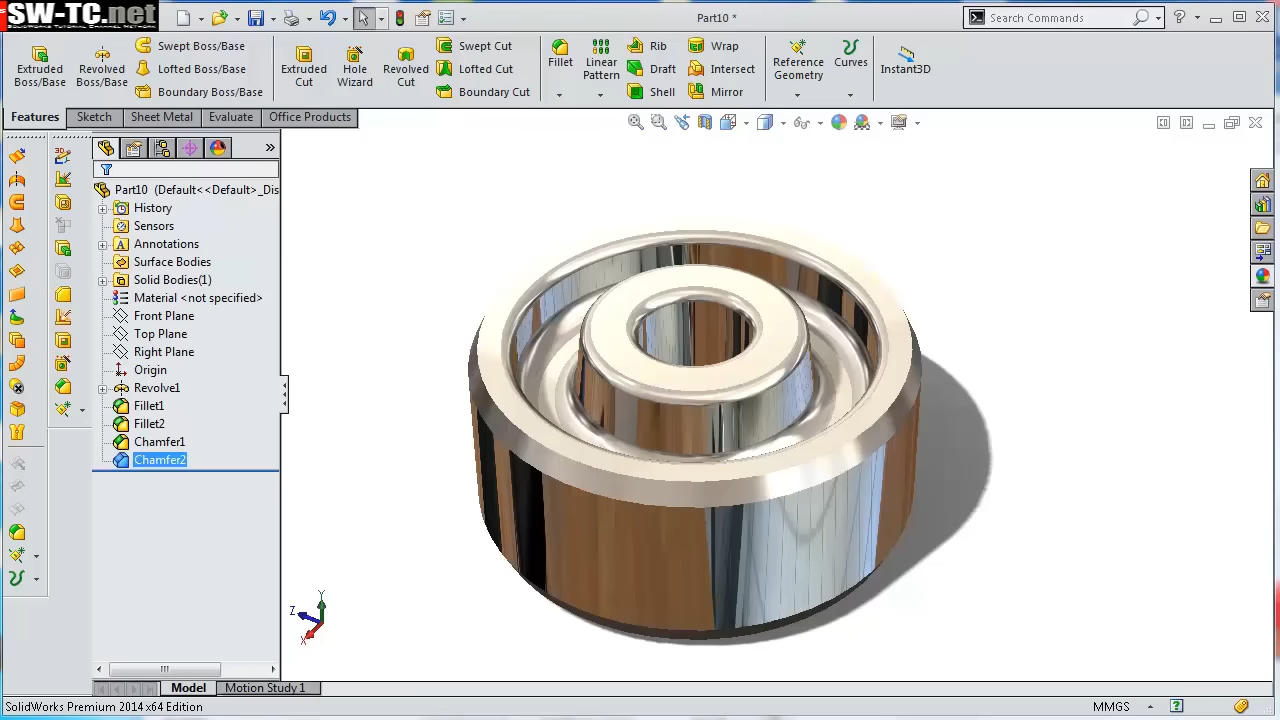 SW-TC.net
SOLIDWORKS TUTORIAL CHANNEL NETWORK
Part10 *
Search Commands
Extruded Boss/Base
Revolved Boss/Base
Swept Boss/Base
Lofted Boss/Base
Boundary Boss/Base
Extruded Cut
Hole Wizard
Revolved Cut
Swept Cut
Lofted Cut
Boundary Cut
Fillet
Linear Pattern
Rib
Draft
Shell
Wrap
Intersect
Mirror
Reference Geometry
Curves
Instant3D
Features
Sketch
Sheet Metal
Evaluate
Office Products
Part10 (Default<<Default>_Dis
History
Sensors
Annotations
Surface Bodies
Solid Bodies(1)
Material <not specified>
Front Plane
Top Plane
Right Plane
Origin
Revolve1
Fillet1
Fillet2
Chamfer1
Chamfer2
Y
Z
X
Model
Motion Study 1
SolidWorks Premium 2014 x64 Edition
MMGS